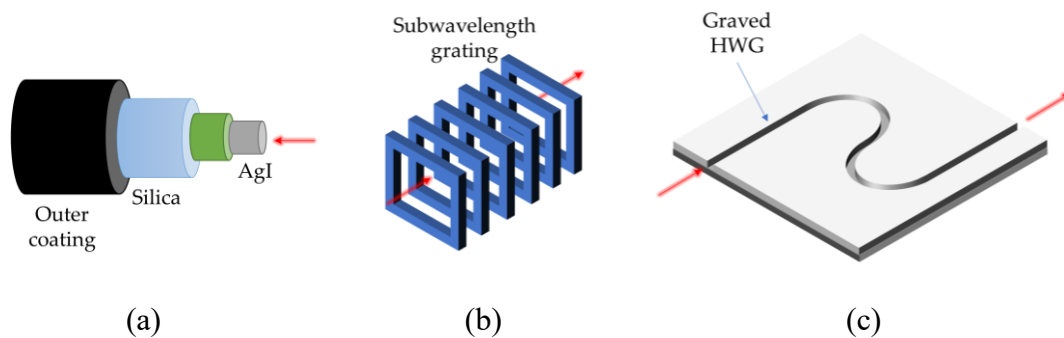 Subwavelength
grating
Graved
HWG
AgI
Silica
Outer
coating
(a)
(b)
(c)